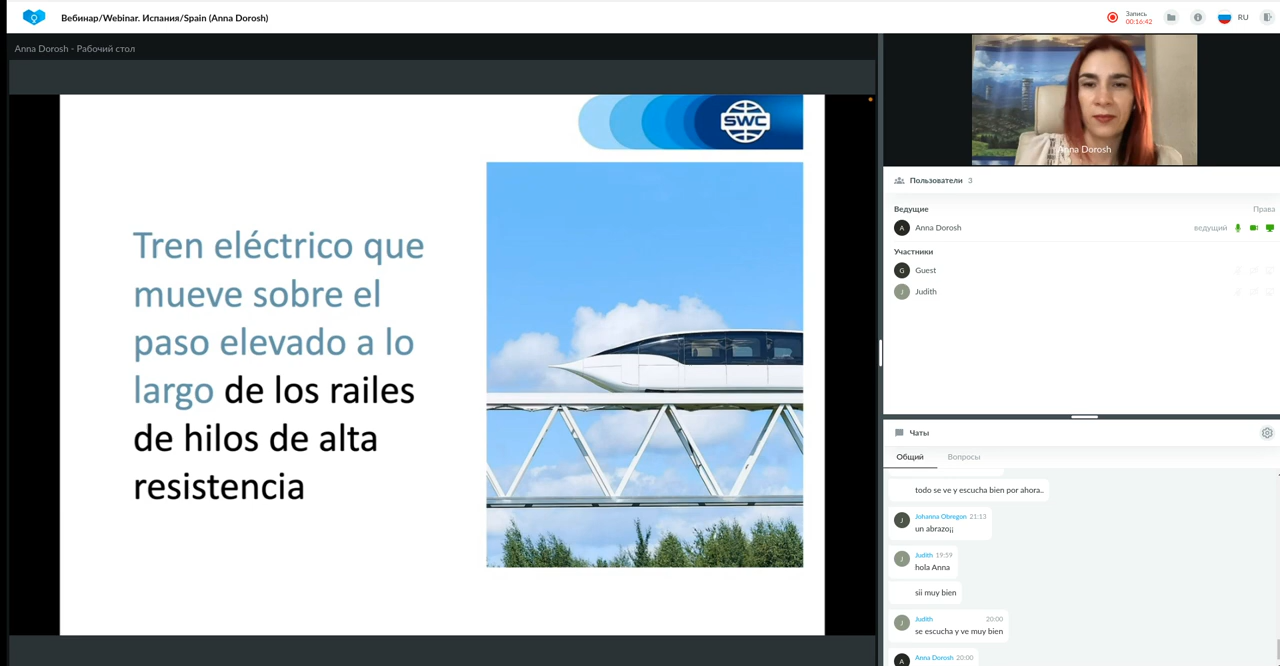 Вебинар/Webinar. Испания/Spain (Anna Dorosh)
Запись
00:16:42
RU
Anna Dorosh - Рабочий стол
SWC
Tren eléctrico que
mueve sobre el
paso elevado a lo
largo de los railes
de hilos de alta
resistencia
Anna Dorosh
Пользователи 3
Ведущие Права
A Anna Dorosh ведущий
Участники
G Guest
J Judith
Чаты
Общий Вопросы
todo se ve y escucha bien por ahora..
J Johanna Obregon 21:13
un abrazo¡¡
J Judith 19:59
hola Anna
sii muy bien
J Judith 20:00
se escucha y ve muy bien
A Anna Dorosh 20:00